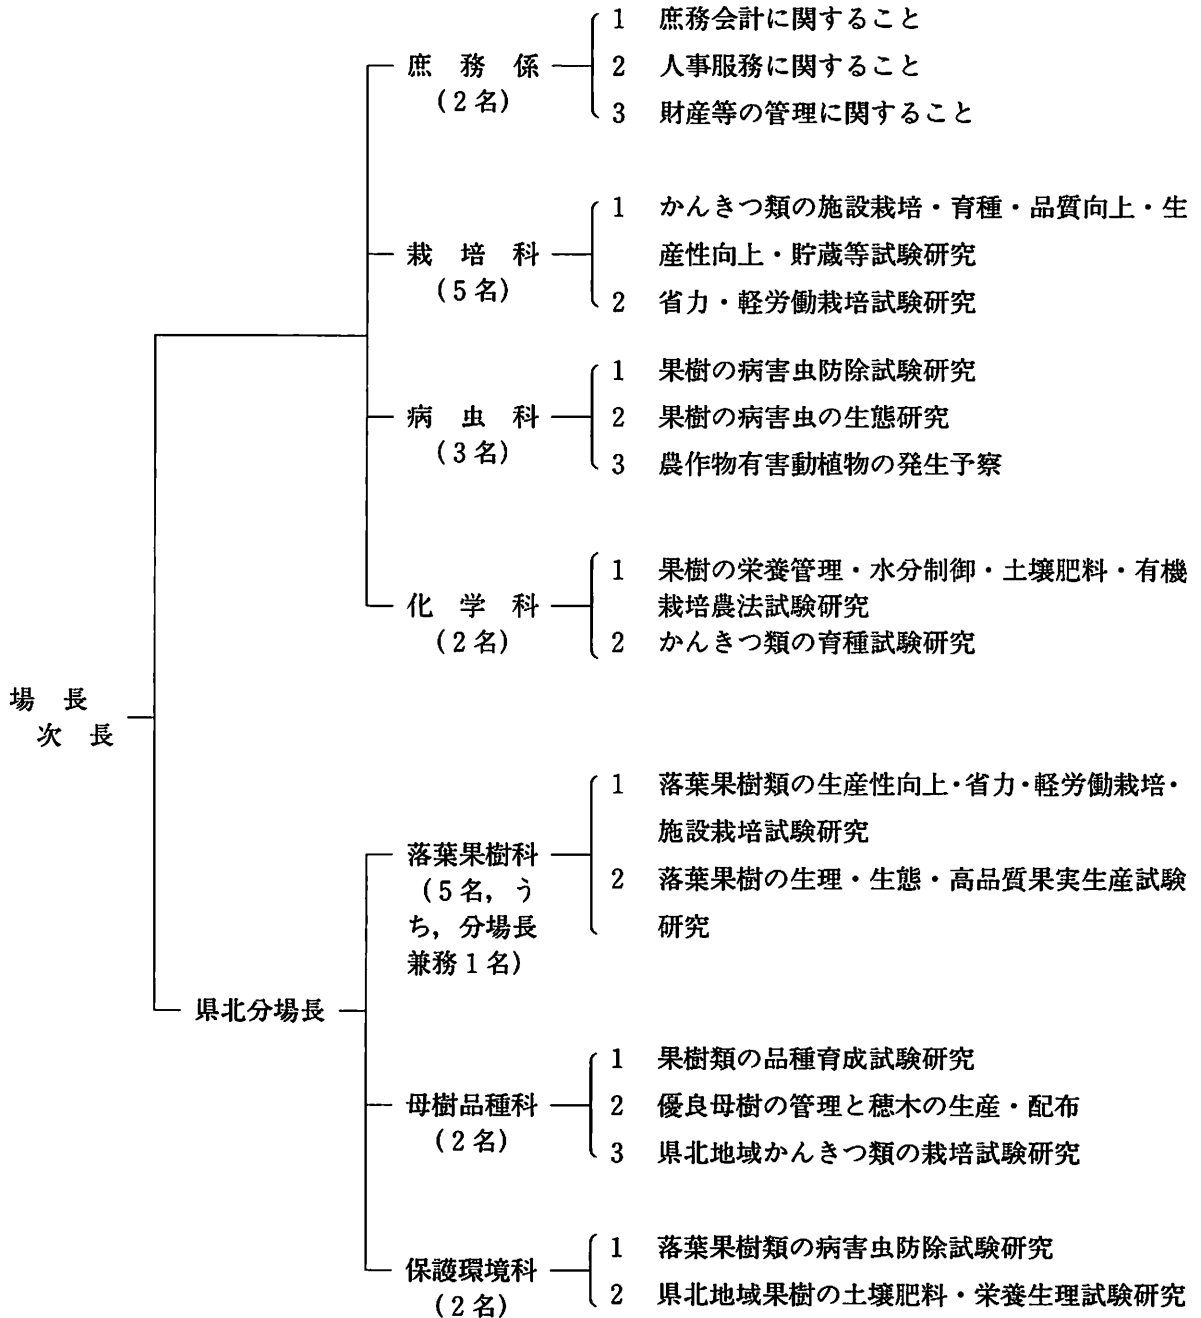 場　長
次　長
庶　務　係
(2名)
1　庶務会計に関すること
2　人事服務に関すること
3　財産等の管理に関すること
栽　培　科
(5名)
1　かんきつ類の施設栽培・育種・品質向上・生
産性向上・貯蔵等試験研究
2　省力・軽労働栽培試験研究
病　虫　科
(3名)
1　果樹の病害虫防除試験研究
2　果樹の病害虫の生態研究
3　農作物有害動植物の発生予察
化　学　科
(2名)
1　果樹の栄養管理・水分制御・土壌肥料・有機
栽培農法試験研究
2　かんきつ類の育種試験研究
県北分場長
落葉果樹科
(5名，う
ち，分場長
兼務1名)
1　落葉果樹類の生産性向上・省力・軽労働栽培・
施設栽培試験研究
2　落葉果樹の生理・生態・高品質果実生産試験
研究
母樹品種科
(2名)
1　果樹類の品種育成試験研究
2　優良母樹の管理と穂木の生産・配布
3　県北地域かんきつ類の栽培試験研究
保護環境科
(2名)
1　落葉果樹類の病害虫防除試験研究
2　県北地域果樹の土壌肥料・栄養生理試験研究